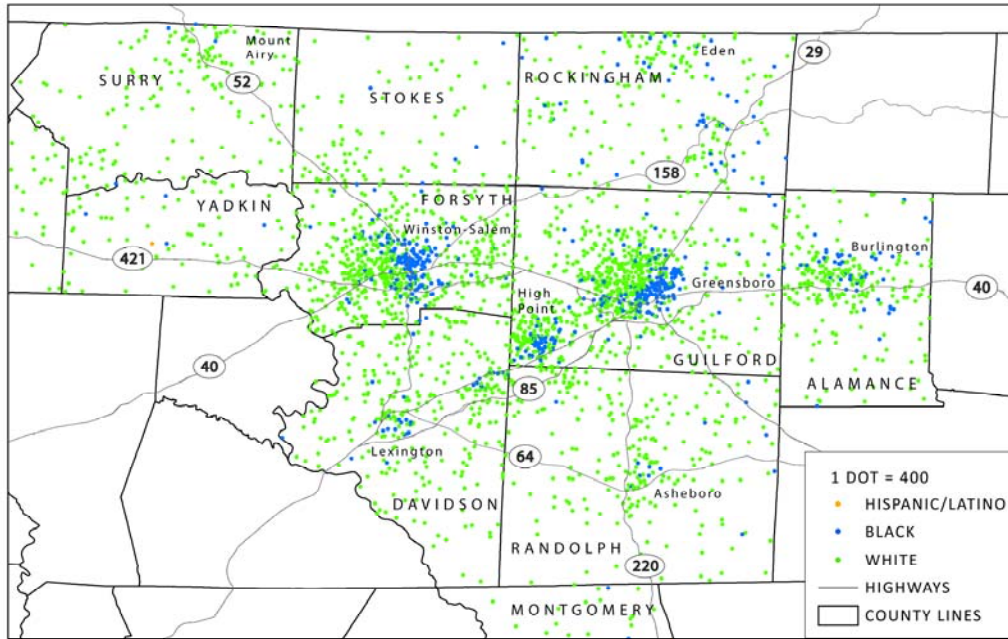 Mount
Airy
Eden
29
SURRY
52
ROCKINGHAM
STOKES
158
YADKIN
FORSYTH
Winston-Salem
421
Burlington
High
Point
Greensboro
40
40
85
GUILFORD
ALAMANCE
Lexington
64
Asheboro
DAVIDSON
RANDOLPH
220
MONTGOMERY
1 DOT = 400
HISPANIC/LATINO
BLACK
WHITE
HIGHWAYS
COUNTY LINES